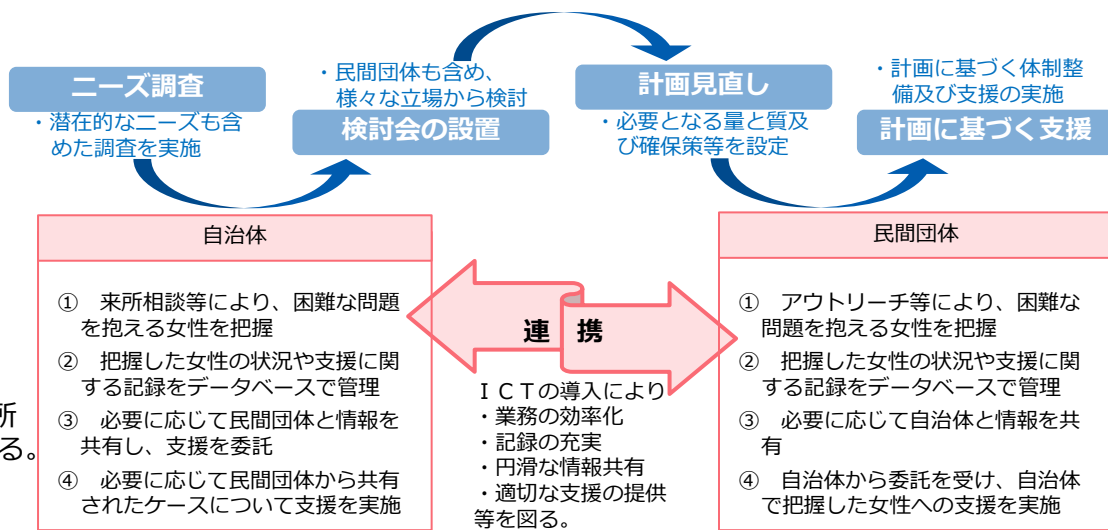 ニーズ調査
・潜在的なニーズも含
めた調査を実施
・民間団体も含め、
様々な立場から検討
検討会の設置
計画見直し
・必要となる量と質及
び確保策等を設定
・計画に基づく体制整
備及び支援の実施
計画に基づく支援
自治体
① 来所相談等により、困難な問題
を抱える女性を把握
② 把握した女性の状況や支援に関
する記録をデータベースで管理
③ 必要に応じて民間団体と情報を
共有し、支援を委託
④ 必要に応じて民間団体から共有
されたケースについて支援を実施
所
る。
連 携
ＩＣＴの導入により
・業務の効率化
・記録の充実
・円滑な情報共有
・適切な支援の提供
等を図る。
民間団体
① アウトリーチ等により、困難な
問題を抱える女性を把握
② 把握した女性の状況や支援に関
する記録をデータベースで管理
③ 必要に応じて自治体と情報を共
有
④ 自治体から委託を受け、自治体
で把握した女性への支援を実施